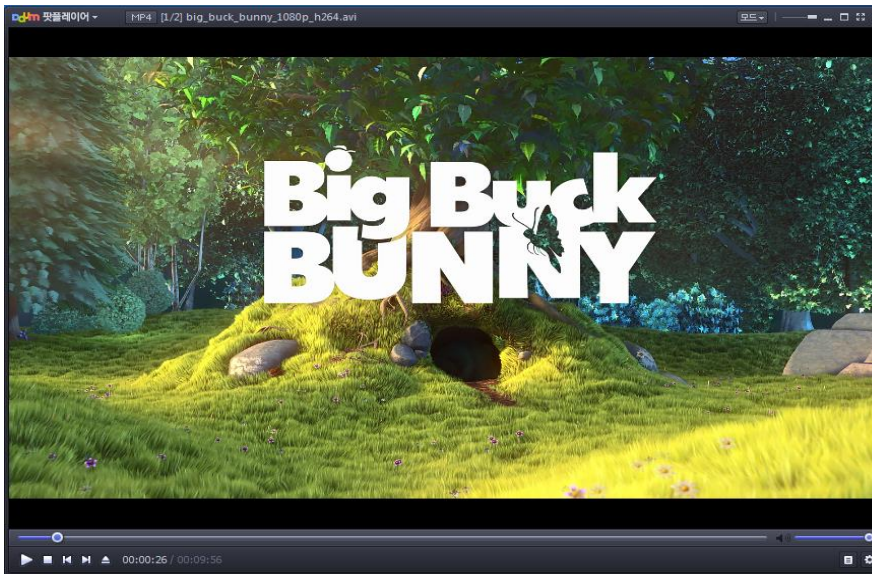 Daum 팟플레이어
MP4 [1/2] big_buck_bunny_1080p_h264.avi
모드
Big Buck
BUNNY
00:00:26 / 00:09:56